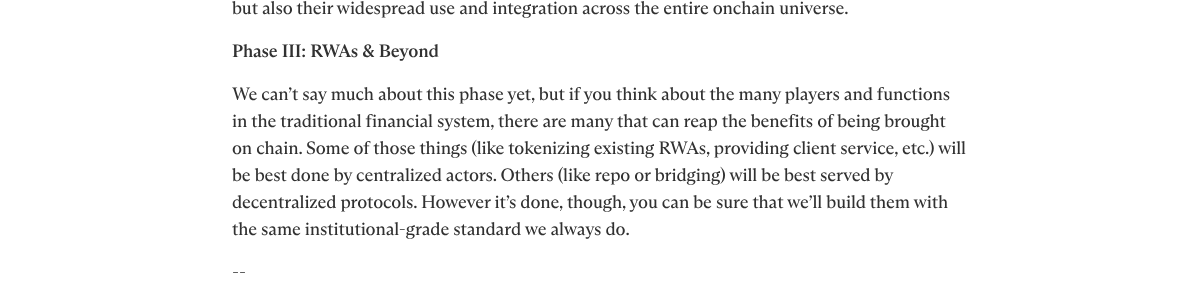 but also their widespread use and integration across the entire onchain universe.
Phase III: RWAs & Beyond
We can’t say much about this phase yet, but if you think about the many players and functions
in the traditional financial system, there are many that can reap the benefits of being brought
on chain. Some of those things (like tokenizing existing RWAs, providing client service, etc.) will
be best done by centralized actors. Others (like repo or bridging) will be best served by
decentralized protocols. However it’s done, though, you can be sure that we’ll build them with
the same institutional-grade standard we always do.
--